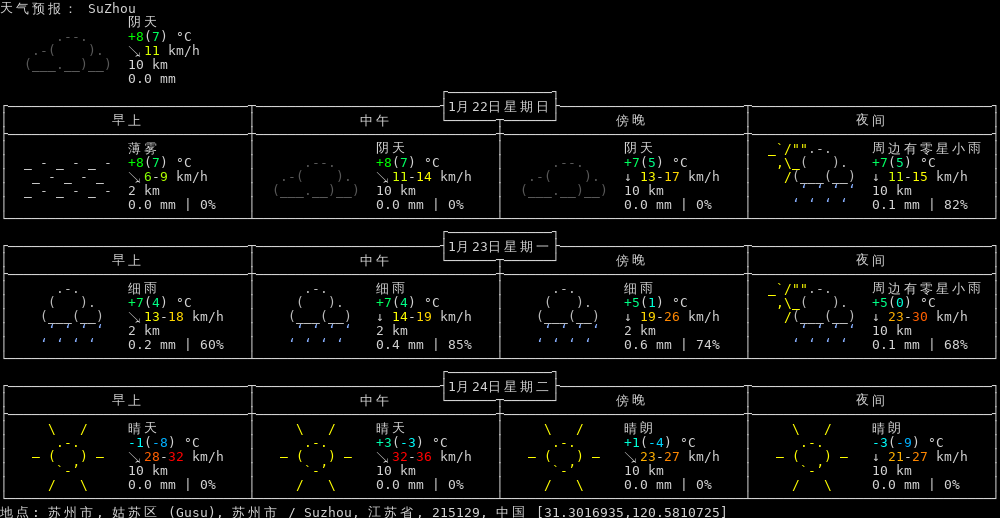 天气预报： SuZhou
阴天
+8(7) °C
↘ 11 km/h
10 km
0.0 mm
1月22日星期日
早上 中午 傍晚 夜间
薄雾 阴天 阴天 周边有零星小雨
+8(7) °C +8(7) °C +7(5) °C +7(5) °C
↘ 6-9 km/h ↘ 11-14 km/h ↓ 13-17 km/h ↓ 11-15 km/h
2 km 10 km 10 km 10 km
0.0 mm | 0% 0.0 mm | 0% 0.0 mm | 0% 0.1 mm | 82%
1月23日星期一
早上 中午 傍晚 夜间
细雨 细雨 细雨 周边有零星小雨
+7(4) °C +7(4) °C +5(1) °C +5(0) °C
↘ 13-18 km/h ↓ 14-19 km/h ↓ 19-26 km/h ↓ 23-30 km/h
2 km 2 km 2 km 10 km
0.2 mm | 60% 0.4 mm | 85% 0.6 mm | 74% 0.1 mm | 68%
1月24日星期二
早上 中午 傍晚 夜间
晴天 晴天 晴朗 晴朗
-1(-8) °C +3(-3) °C +1(-4) °C -3(-9) °C
↘ 28-32 km/h ↘ 32-36 km/h ↘ 23-27 km/h ↓ 21-27 km/h
10 km 10 km 10 km 10 km
0.0 mm | 0% 0.0 mm | 0% 0.0 mm | 0% 0.0 mm | 0%
地点: 苏州市, 姑苏区 (Gusu), 苏州市 / Suzhou, 江苏省, 215129, 中国 [31.3016935,120.5810725]